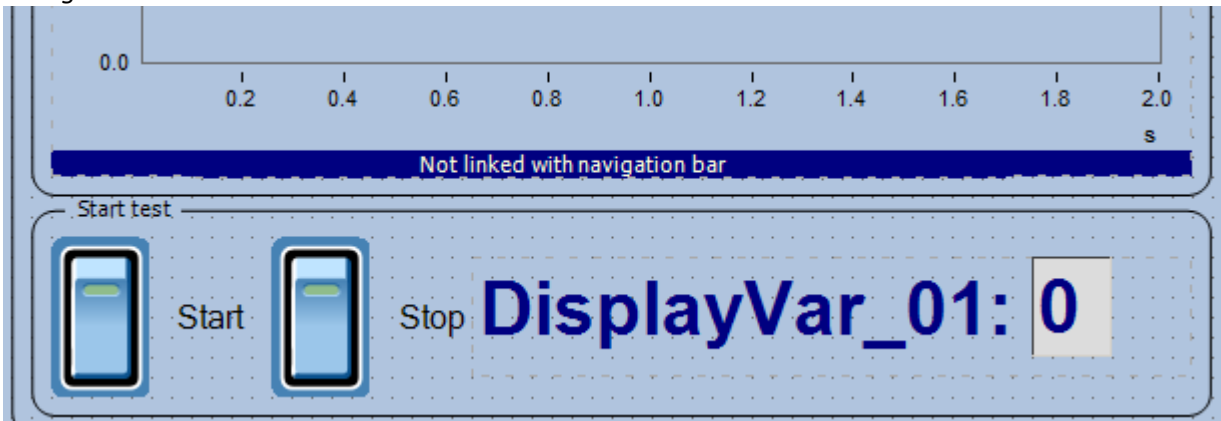 0.0
0.2 0.4 0.6 0.8 1.0 1.2 1.4 1.6 1.8 2.0
s
Not linked with navigation bar
Start test
Start Stop DisplayVar_01: 0